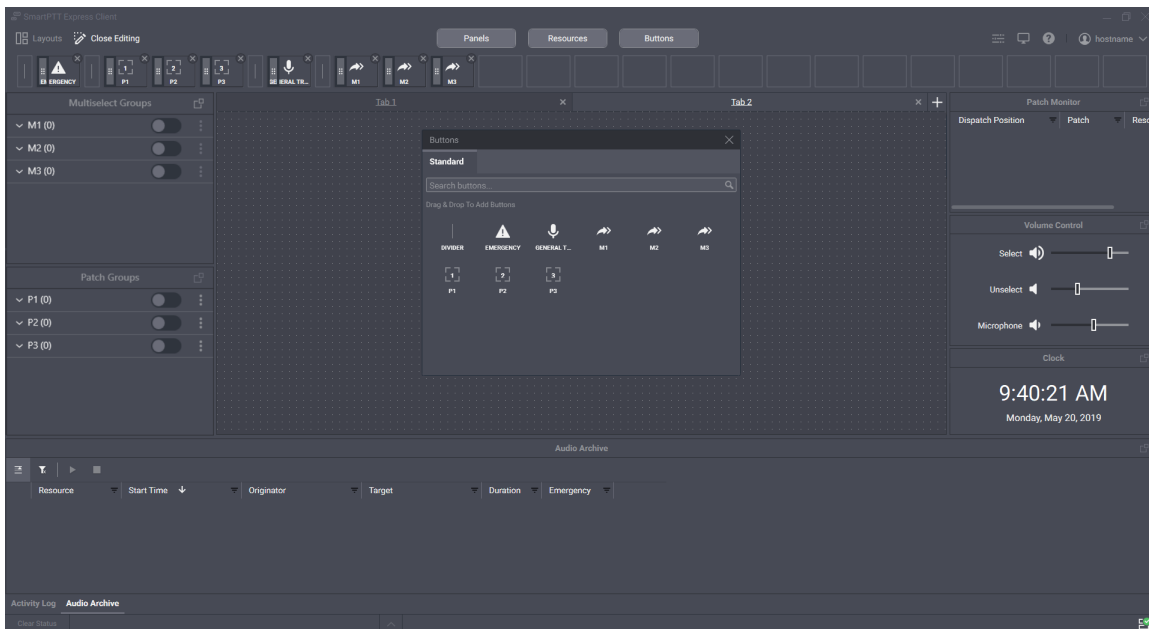 SmartPTT Express Client
Layouts Close Editing Panels Resources Buttons hostname
EMERGENCY P1 P2 P3 M1 M2 M3
Multiselect Groups
M1 (0)
M2 (0)
M3 (0)
Patch Groups
P1 (0)
P2 (0)
P3 (0)
Tab 1 Tab 2
Buttons
Standard
Search buttons...
Drag & Drop To Add Buttons
DIVIDER EMERGENCY GENERAL T... M1 M2 M3
1 2 3
P1 P2 P3
Patch Monitor
Dispatch Position Patch Reso
Volume Control
Select
Unselect
Microphone
Clock
9:40:21 AM
Monday, May 20, 2019
Audio Archive
Resource Start Time Originator Target Duration Emergency
Activity Log Audio Archive
Clear Status